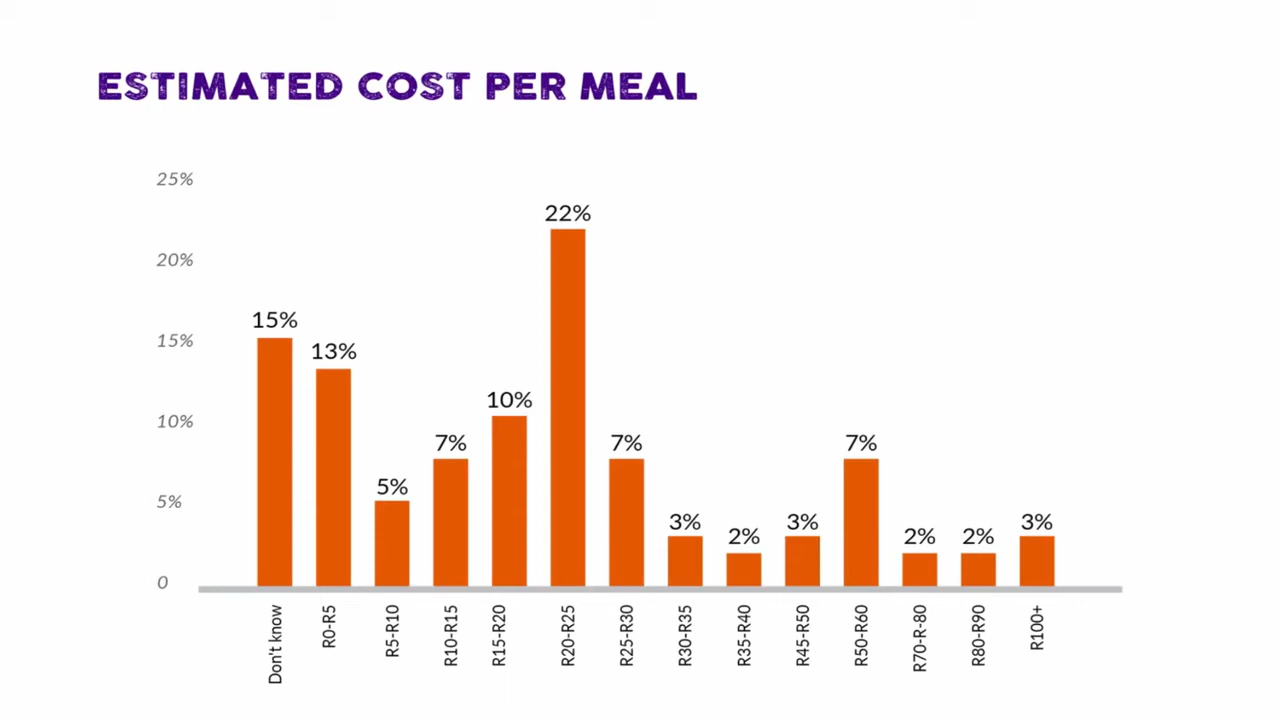 ESTIMATED COST PER MEAL
25%
20%
15%
10%
5%
0
15%
13%
5%
7%
10%
22%
7%
3%
2%
3%
7%
2%
2%
3%
Don't know
R0-R5
R5-R10
R10-R15
R15-R20
R20-R25
R25-R30
R30-R35
R35-R40
R45-R50
R50-R60
R70-R-80
R80-R90
R100+